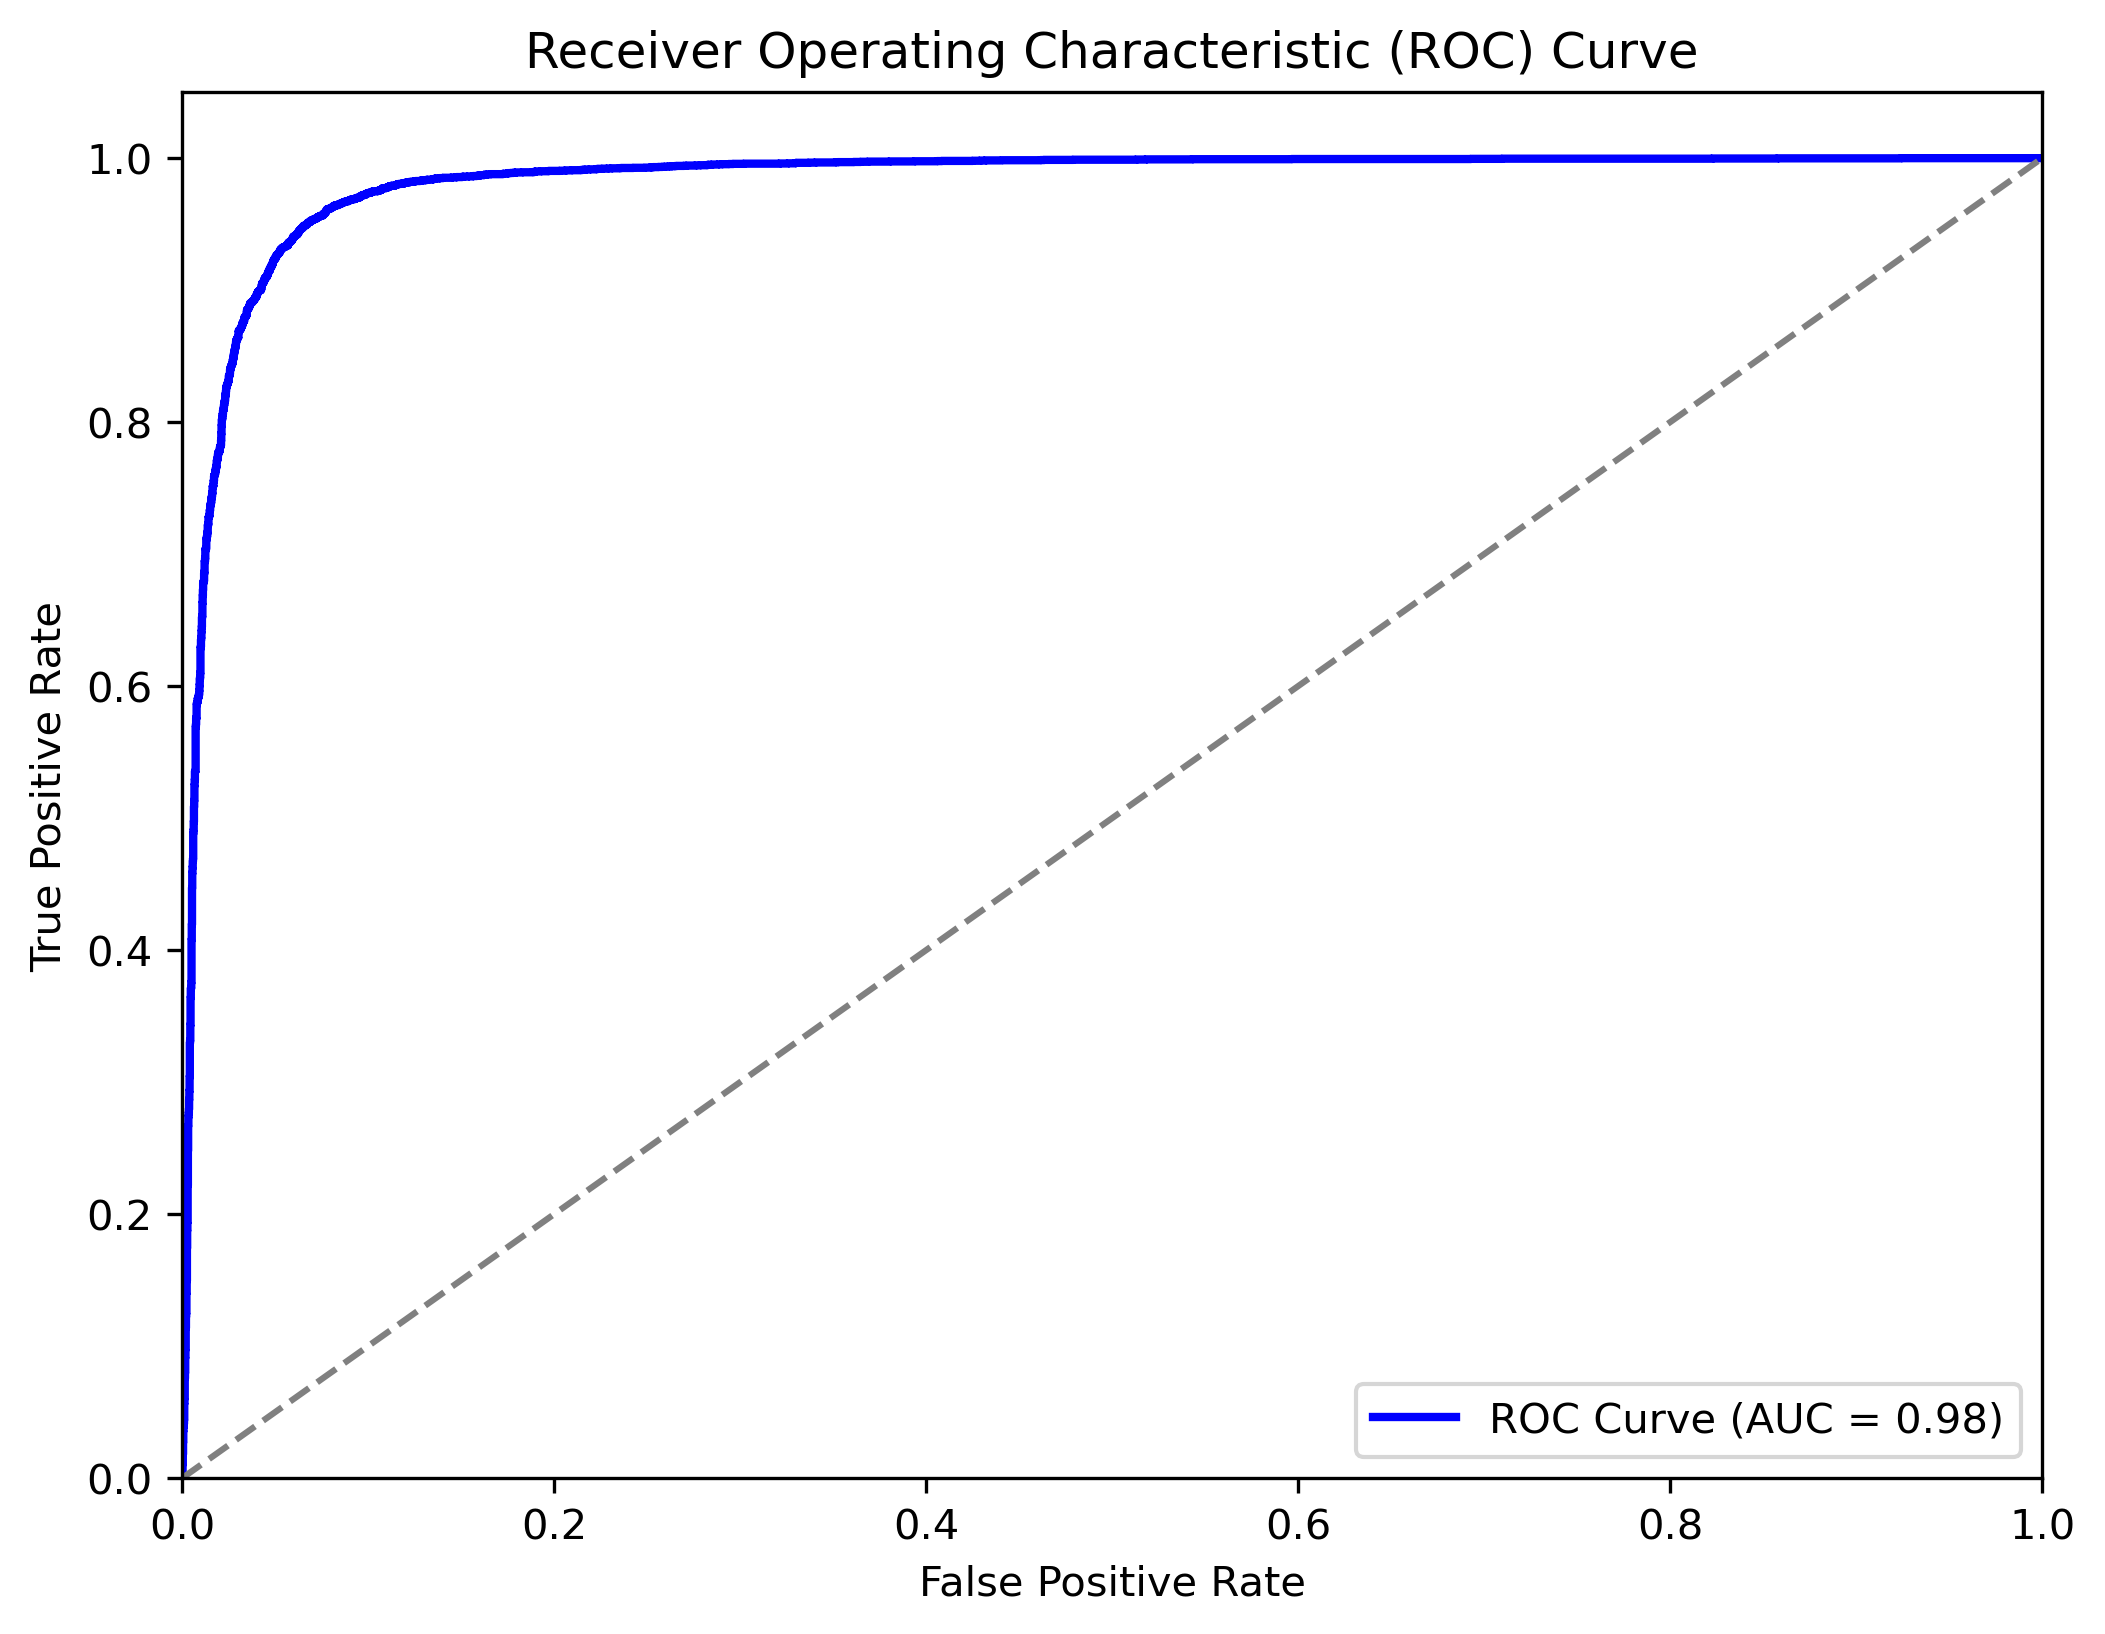 Receiver Operating Characteristic (ROC) Curve
1.0
0.8
0.6
0.4
0.2
0.0
True Positive Rate
ROC Curve (AUC = 0.98)
0.0 0.2 0.4 0.6 0.8 1.0
False Positive Rate